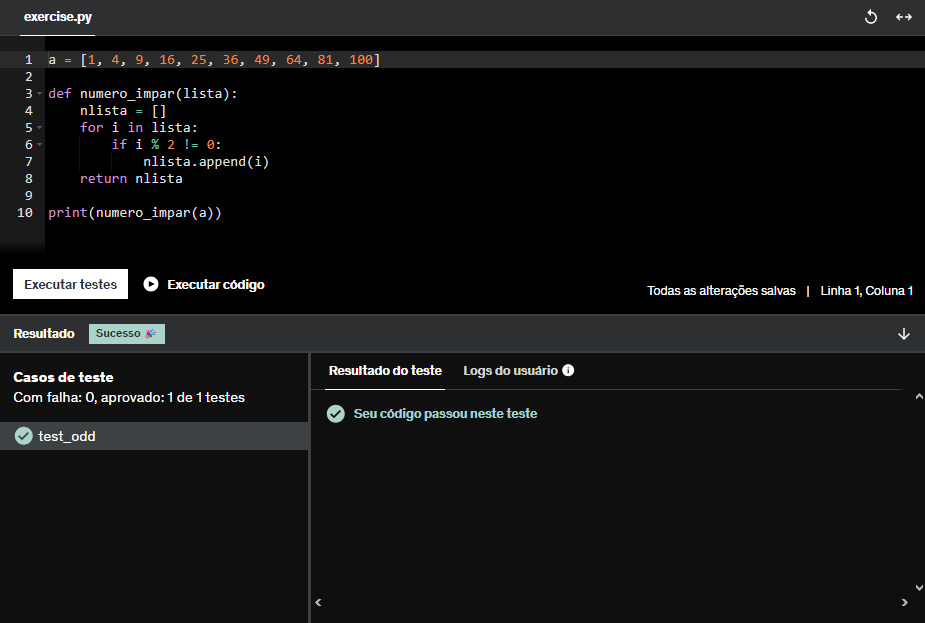 exercise.py
1 a = [1, 4, 9, 16, 25, 36, 49, 64, 81, 100]
2
3 def numero_impar(lista):
4     nlista = []
5     for i in lista:
6         if i % 2 != 0:
7             nlista.append(i)
8     return nlista
9
10 print(numero_impar(a))
Executar testes Executar código
Todas as alterações salvas | Linha 1, Coluna 1
Resultado Sucesso 🎉
Casos de teste
Com falha: 0, aprovado: 1 de 1 testes
test_odd
Resultado do teste Logs do usuário
Seu código passou neste teste